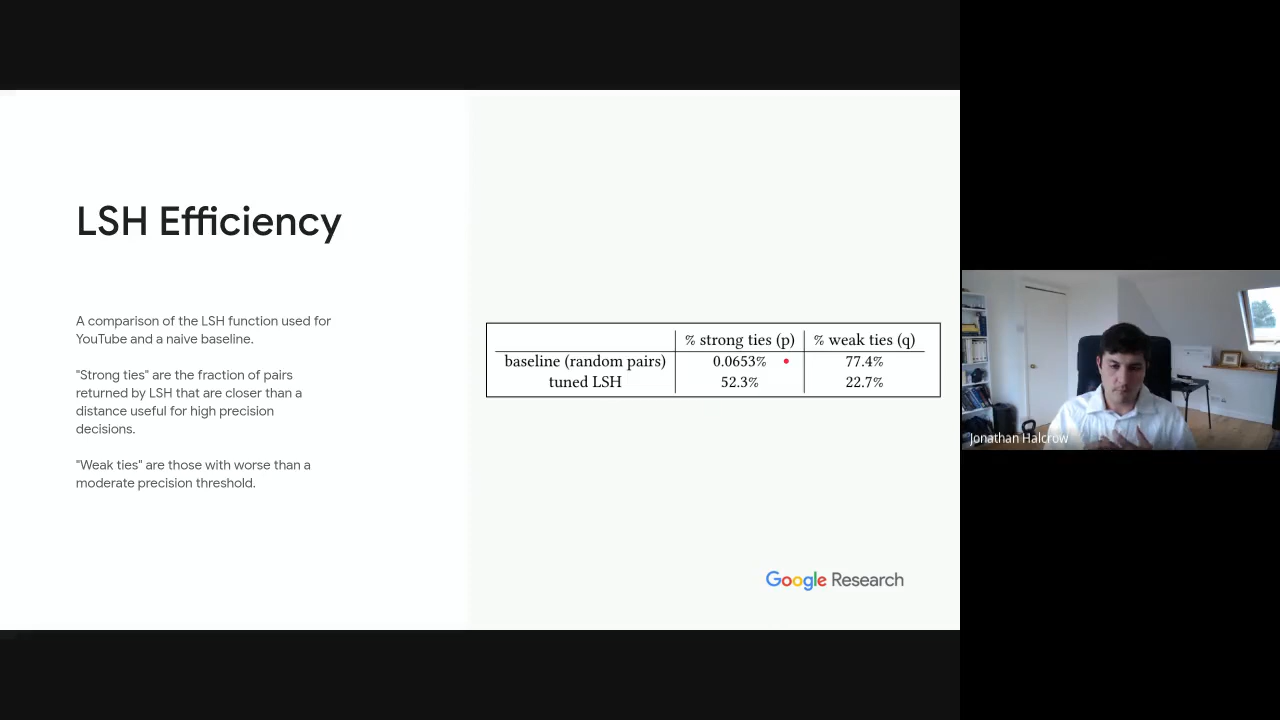 LSH Efficiency
A comparison of the LSH function used for
YouTube and a naive baseline.
"Strong ties" are the fraction of pairs
returned by LSH that are closer than a
distance useful for high precision
decisions.
"Weak ties" are those with worse than a
moderate precision threshold.
% strong ties (p) % weak ties (q)
baseline (random pairs) 0.0653% 77.4%
tuned LSH 52.3% 22.7%
Google Research
Jonathan Halcrow